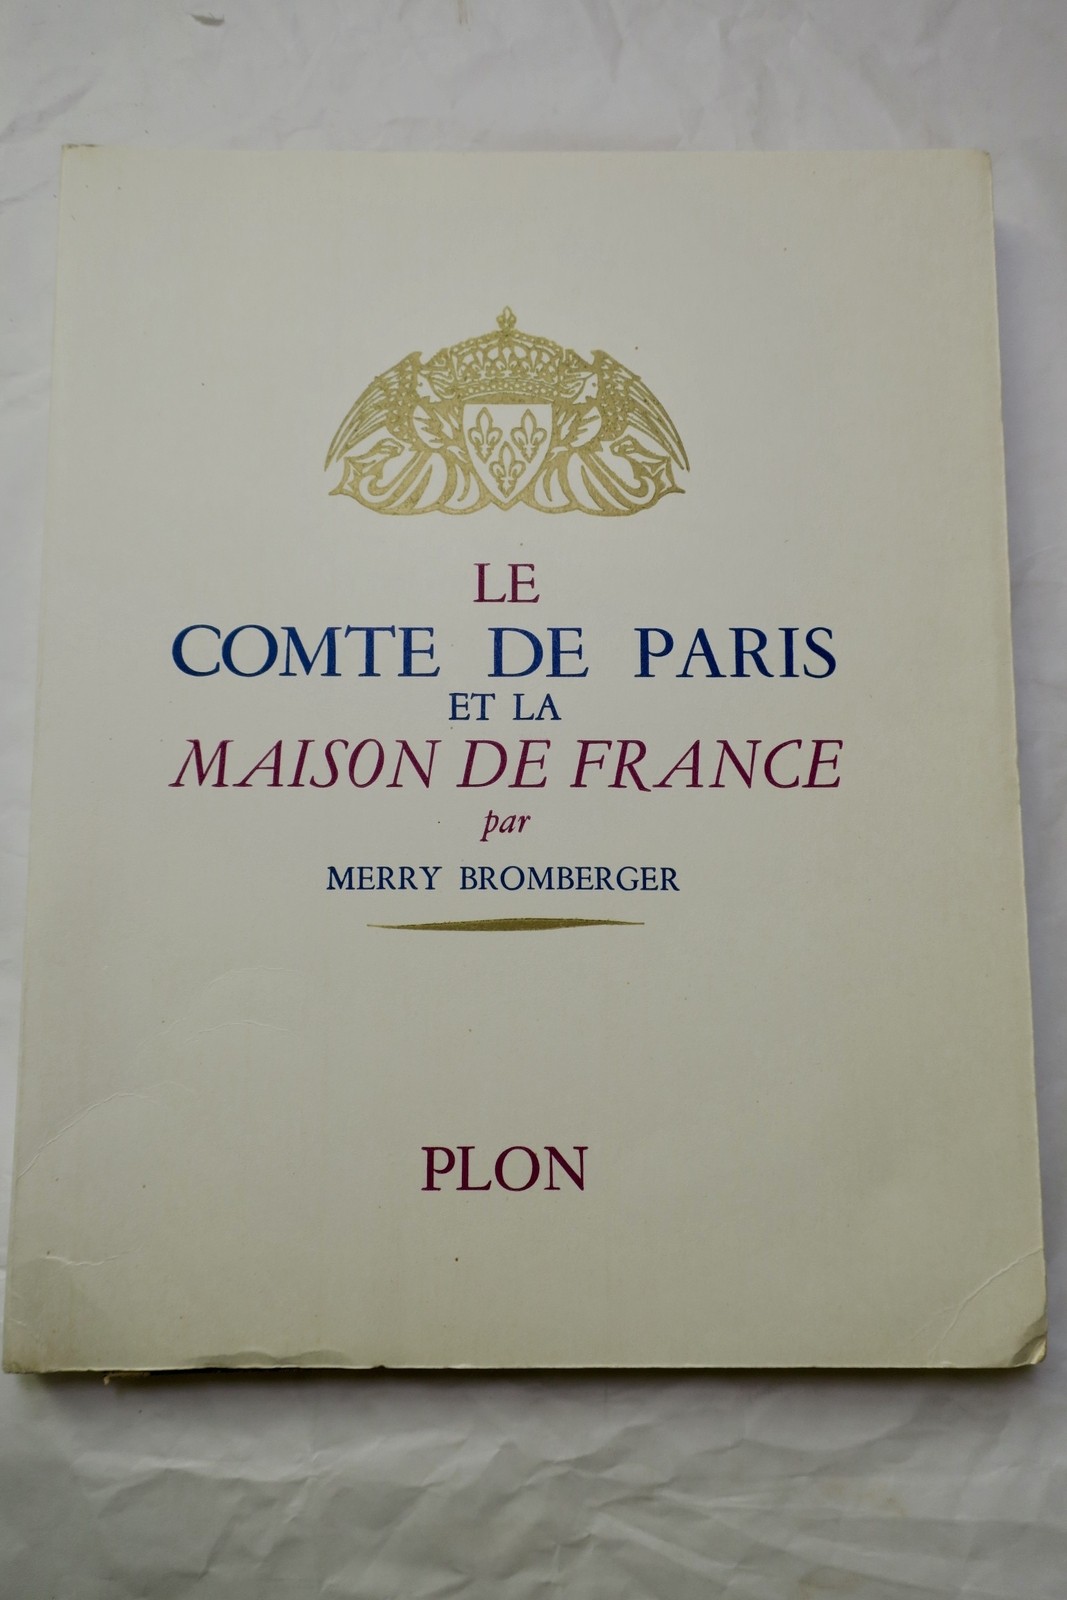 LE
COMTE DE PARIS
ET LA
MAISON DE FRANCE
par
MERRY BROMBERGER
PLON